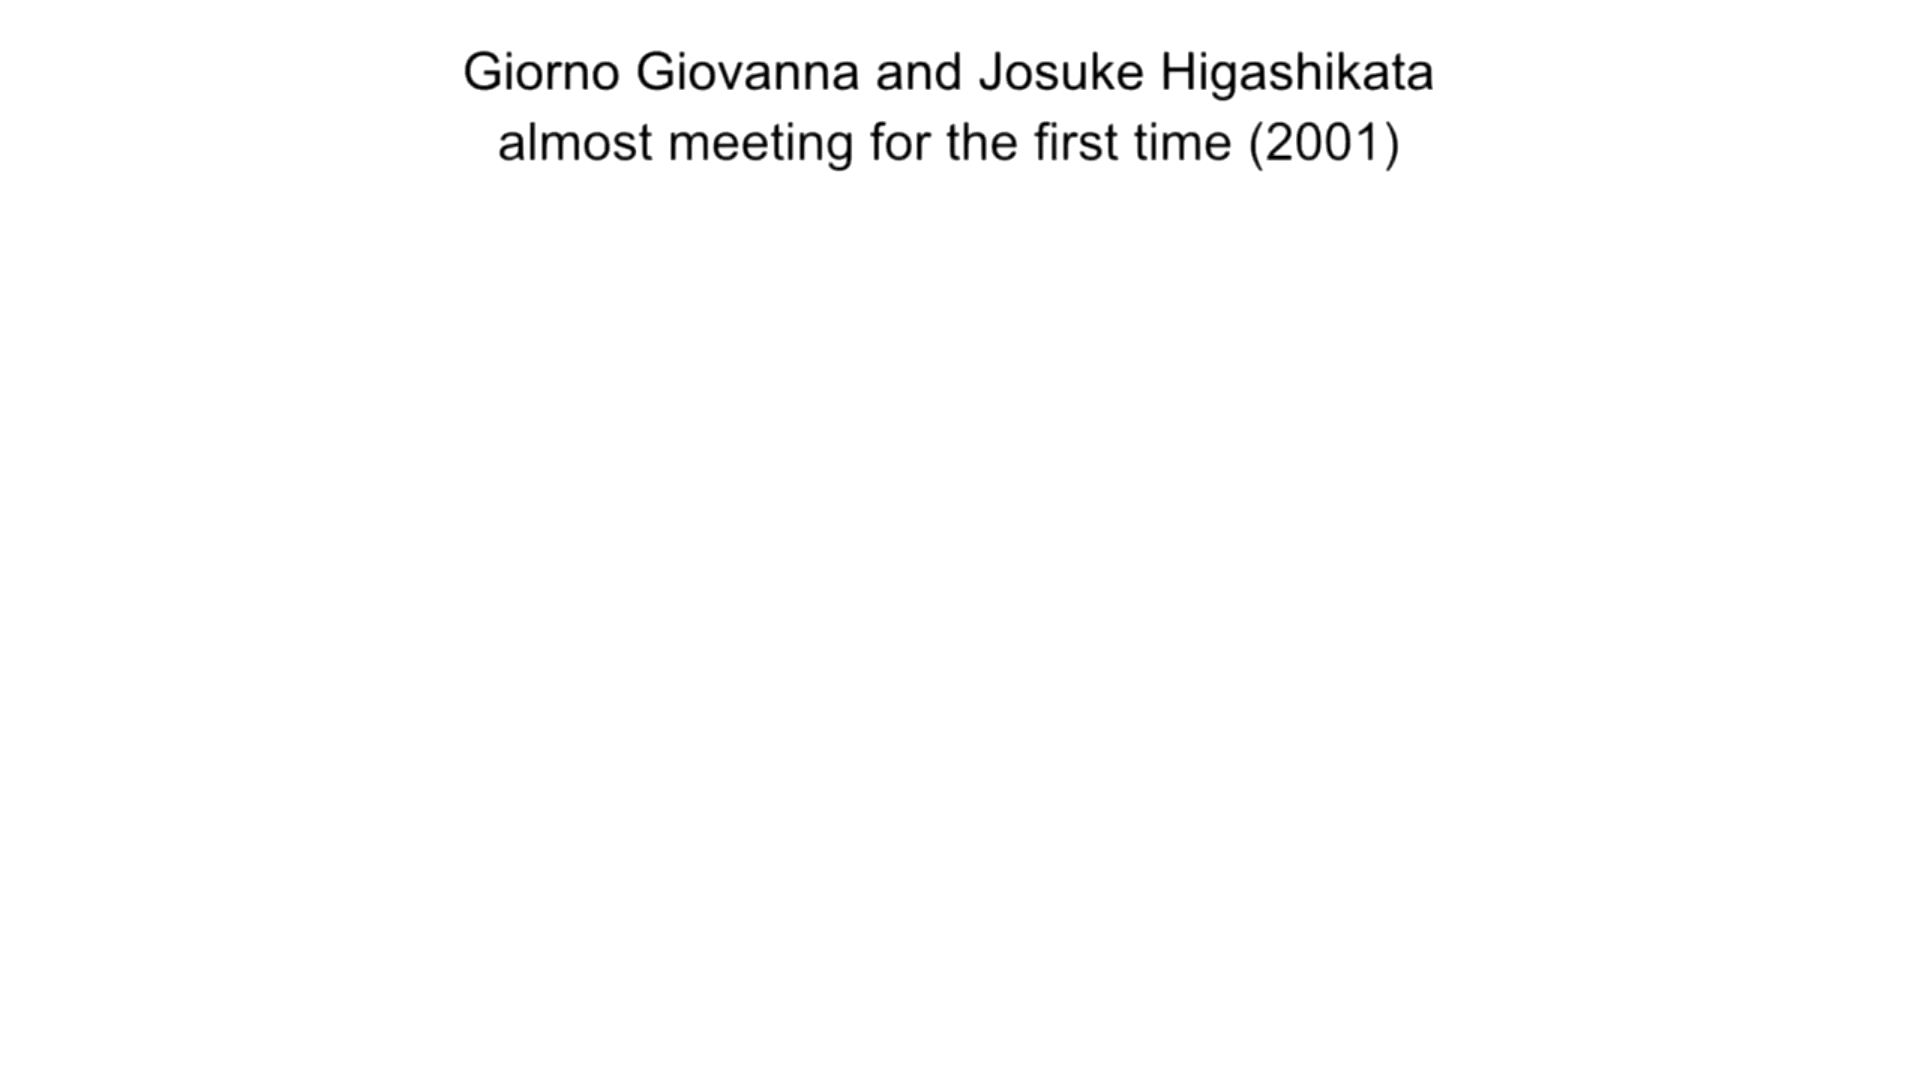 Giorno Giovanna and Josuke Higashikata
almost meeting for the first time (2001)